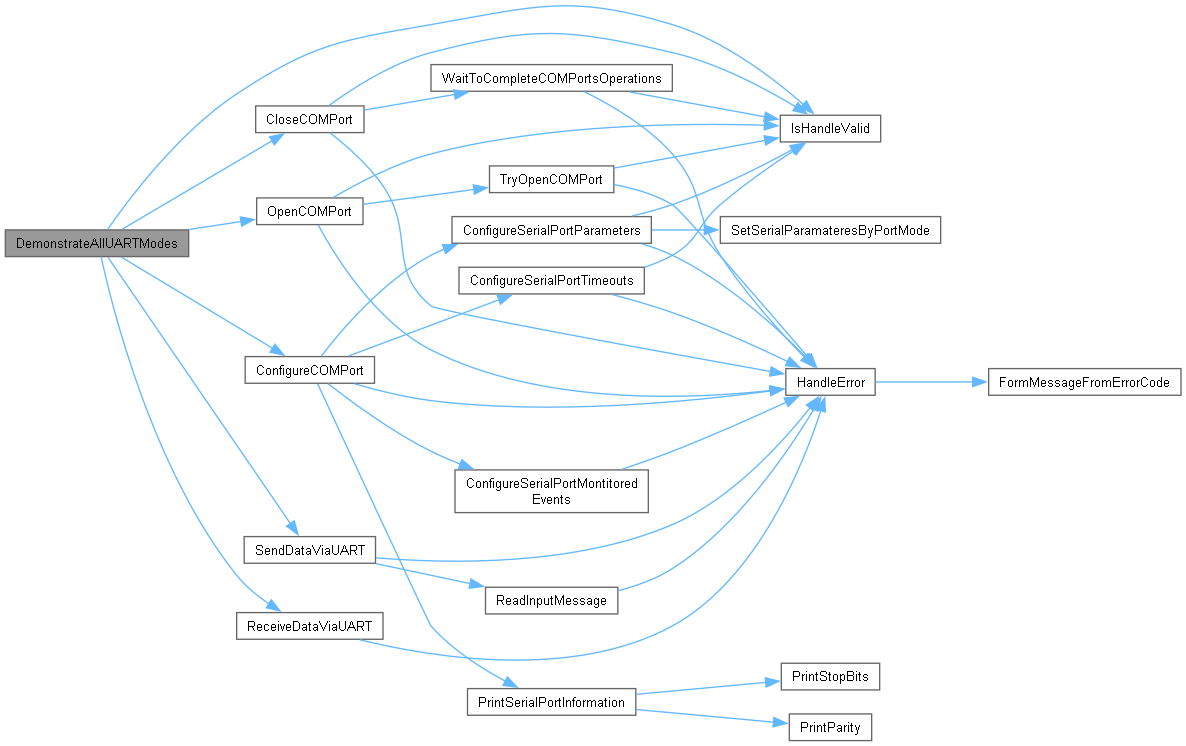 WaitToCompleteCOMPortsOperations
CloseCOMPort
IsHandleValid
TryOpenCOMPort
OpenCOMPort
ConfigureSerialPortParameters
SetSerialParamateresByPortMode
DemonstrateAllUARTModes
ConfigureSerialPortTimeouts
ConfigureCOMPort
HandleError
FormMessageFromErrorCode
ConfigureSerialPortMontitored
Events
SendDataViaUART
ReadInputMessage
ReceiveDataViaUART
PrintStopBits
PrintSerialPortInformation
PrintParity